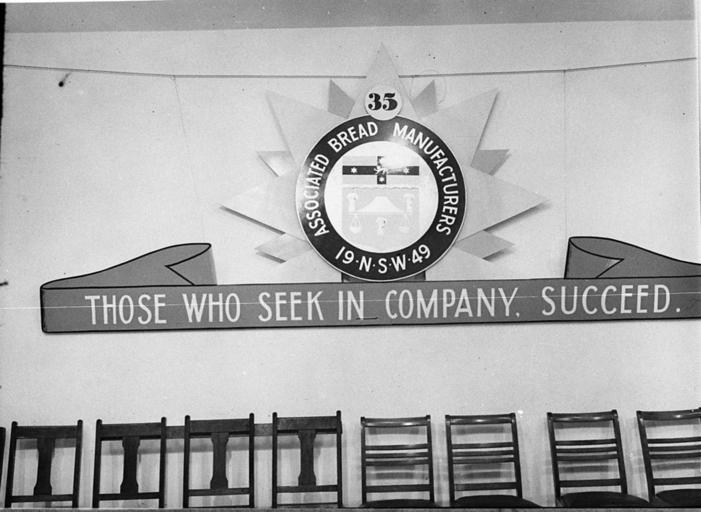 35
ASSOCIATED BREAD MANUFACTURERS
19·N·S·W·49
THOSE WHO SEEK IN COMPANY, SUCCEED.